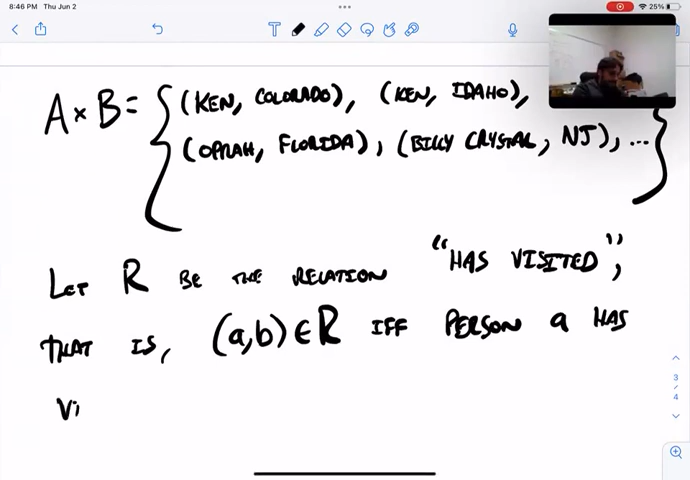 8:46 PM Thu Jun 2
25%
A × B = { (KEN, COLORADO), (KEN, IDAHO),
(OPRAH, FLORIDA), (BILLY CRYSTAL, NJ), ... }
LET R BE THE RELATION "HAS VISITED",
THAT IS, (a,b) ∈ R IFF PERSON a HAS
VI
3
/
4